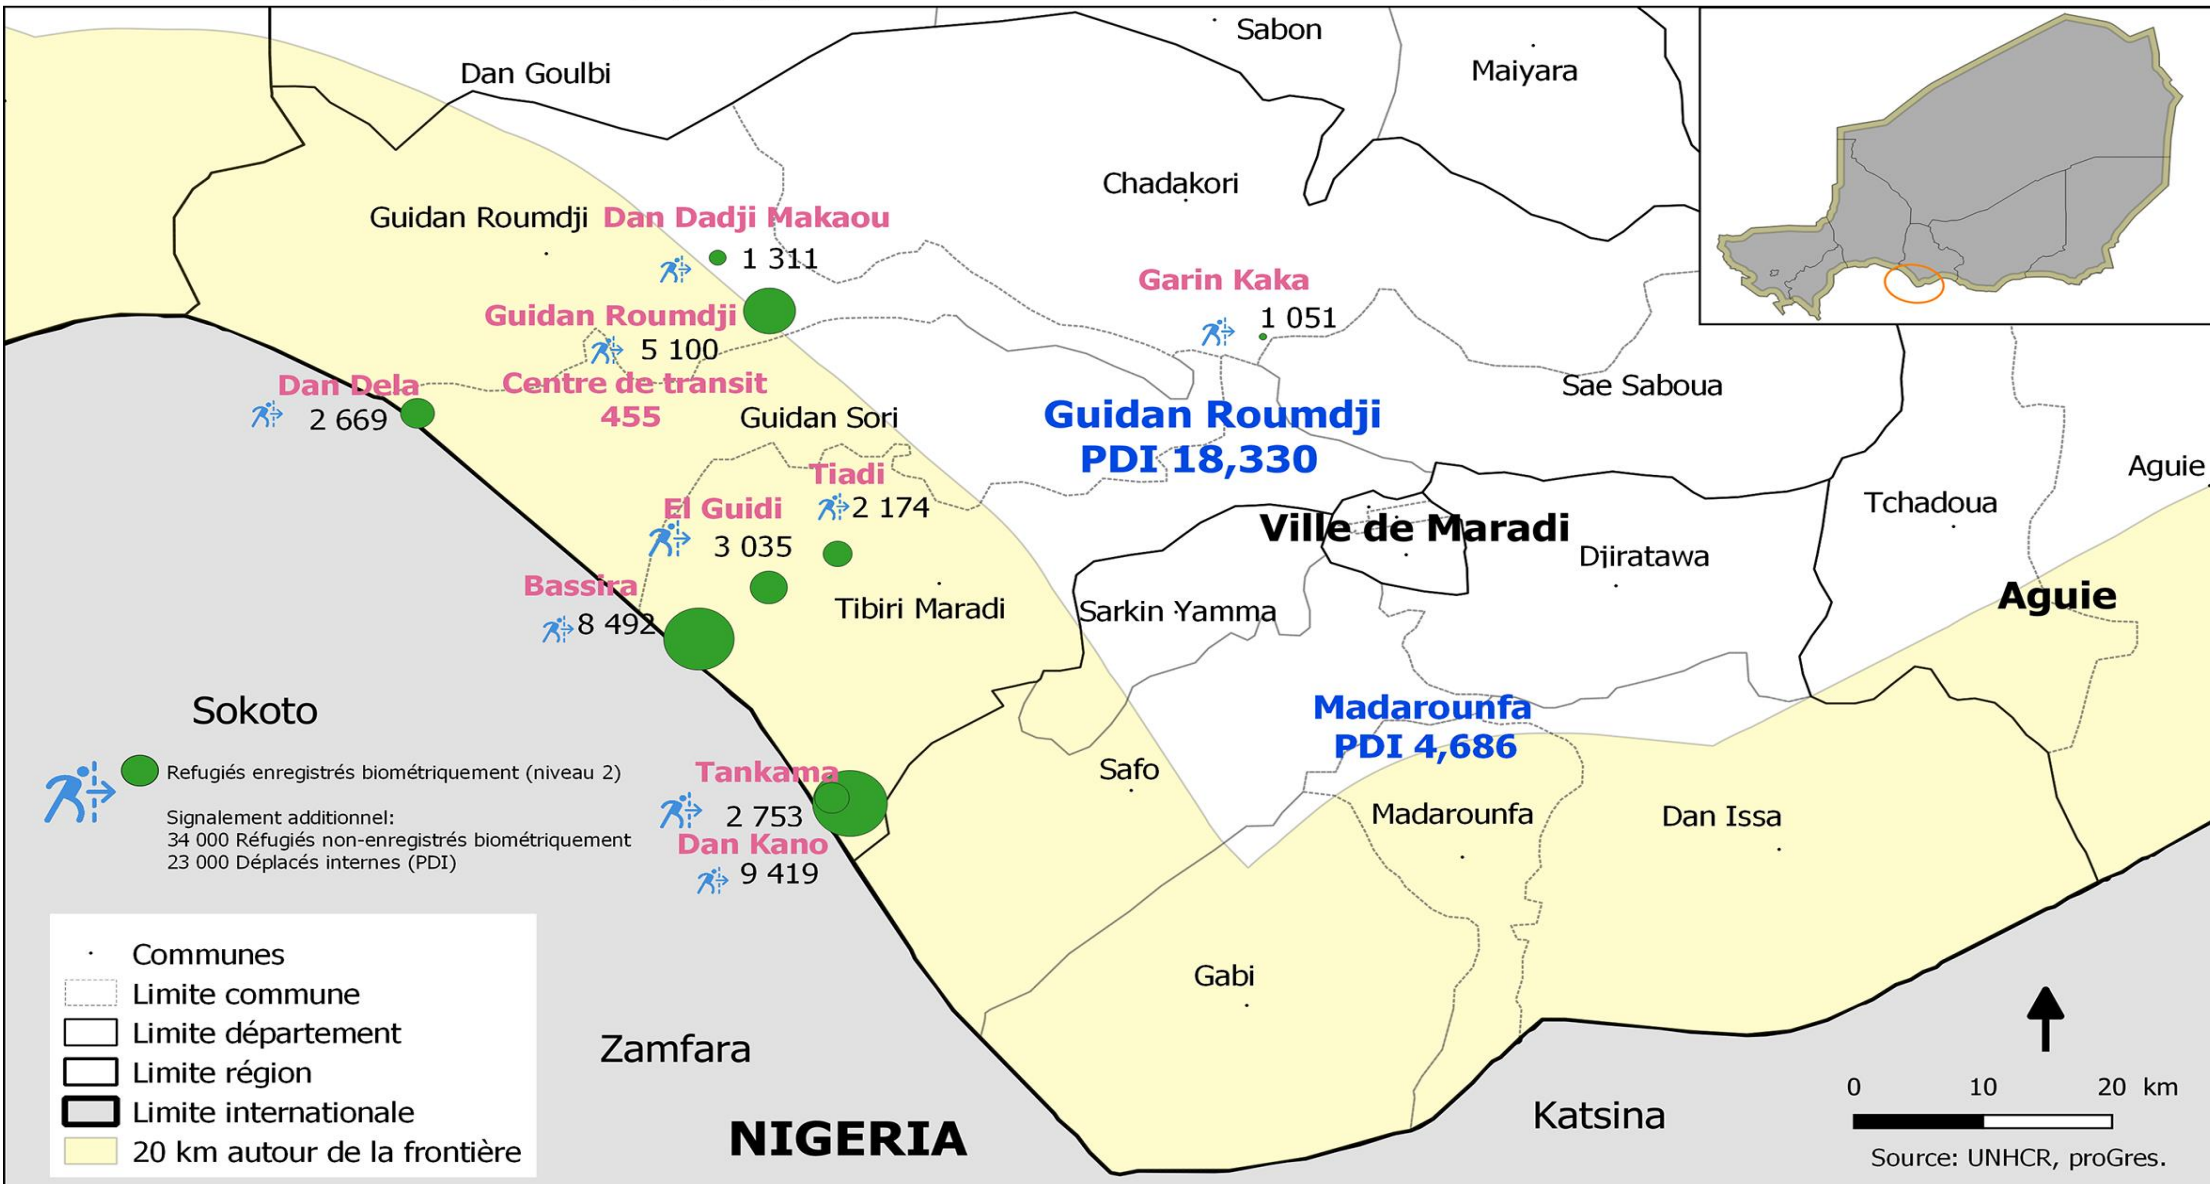 Sabon
Dan Goulbi
Maiyara
Chadakori
Guidan Roumdji
Dan Dadji Makaou
1 311
Garin Kaka
1 051
Guidan Roumdji
5 100
Centre de transit
455
Dan Dela
2 669
Sae Saboua
Guidan Sori
Guidan Roumdji
PDI 18,330
Aguie
Tiadi
2 174
El Guidi
3 035
Tchadoua
Ville de Maradi
Djiratawa
Bassira
8 492
Tibiri Maradi
Sarkin Yamma
Aguie
Sokoto
Madarounfa
PDI 4,686
Safo
Tankama
2 753
Dan Kano
9 419
Madarounfa
Dan Issa
Refugiés enregistrés biométriquement (niveau 2)
Signalement additionnel:
34 000 Réfugiés non-enregistrés biométriquement
23 000 Déplacés internes (PDI)
Gabi
Zamfara
NIGERIA
Katsina
Communes
Limite commune
Limite département
Limite région
Limite internationale
20 km autour de la frontière
0 10 20 km
Source: UNHCR, proGres.